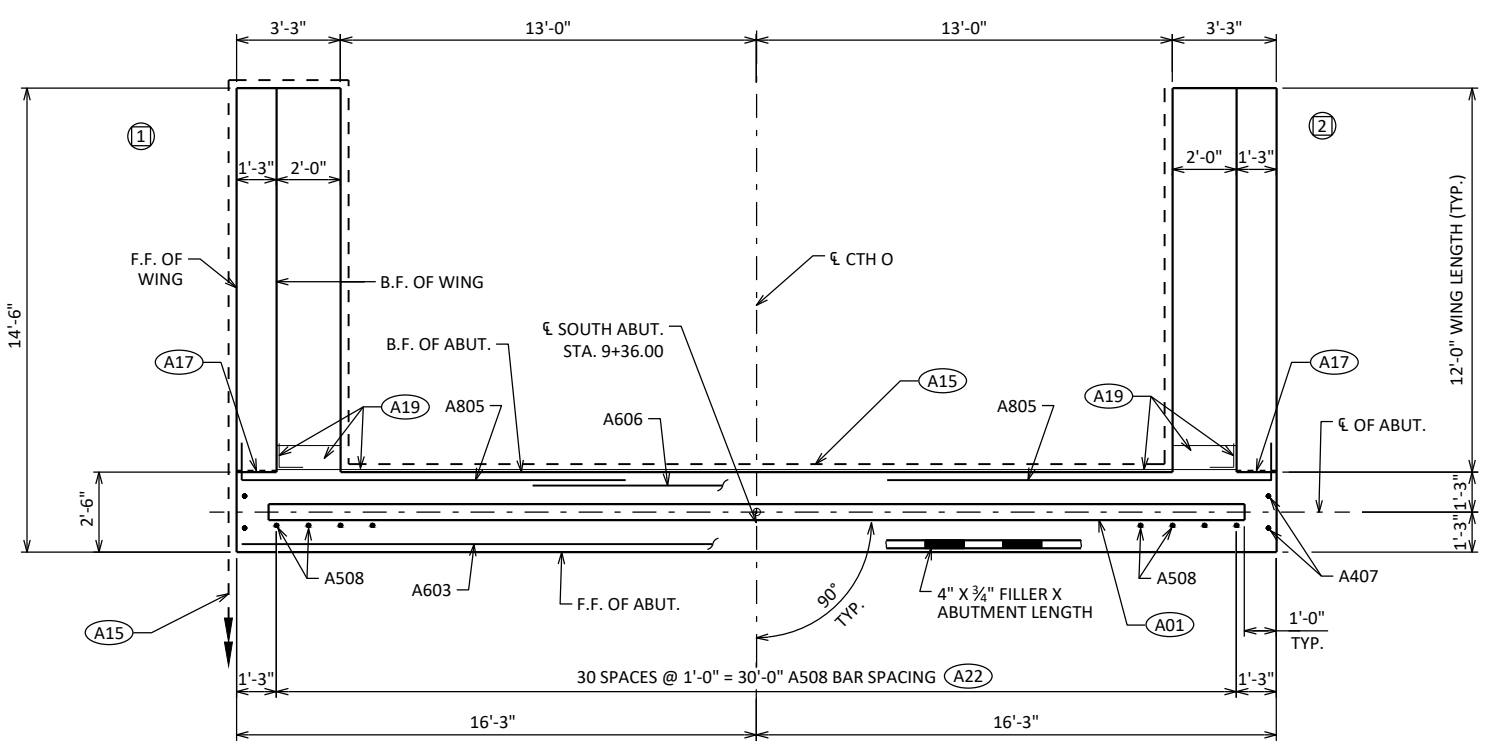 3'-3"
13'-0"
13'-0"
3'-3"
1
2
1'-3"
2'-0"
2'-0"
1'-3"
14'-6"
12'-0" WING LENGTH (TYP.)
F.F. OF
WING
B.F. OF WING
℄ CTH O
℄ SOUTH ABUT.
STA. 9+36.00
B.F. OF ABUT.
A17
A19
A805
A606
A15
A805
A19
A17
℄ OF ABUT.
2'-6"
1'-3"
1'-3"
A508
A603
F.F. OF ABUT.
90°
TYP.
4" X ¾" FILLER X
ABUTMENT LENGTH
A01
A508
A407
A15
1'-0"
TYP.
1'-3"
30 SPACES @ 1'-0" = 30'-0" A508 BAR SPACING
A22
1'-3"
16'-3"
16'-3"